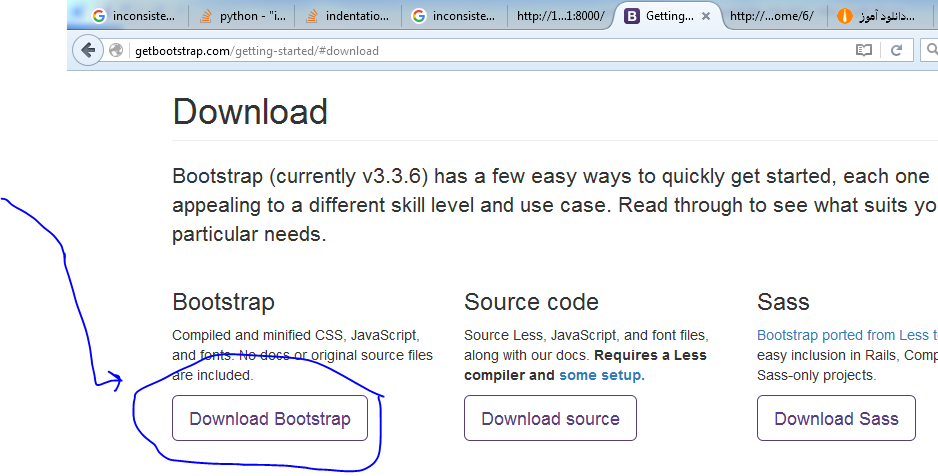 inconsiste...
python - "i...
indentatio...
inconsiste...
http://1...1:8000/
Getting...
http://...ome/6/
دانلود آموز...
getbootstrap.com/getting-started/#download
Download
Bootstrap (currently v3.3.6) has a few easy ways to quickly get started, each one
appealing to a different skill level and use case. Read through to see what suits yo
particular needs.
Bootstrap
Compiled and minified CSS, JavaScript,
and fonts. No docs or original source files
are included.
Download Bootstrap
Source code
Source Less, JavaScript, and font files,
along with our docs. Requires a Less
compiler and some setup.
Download source
Sass
Bootstrap ported from Less t
easy inclusion in Rails, Comp
Sass-only projects.
Download Sass